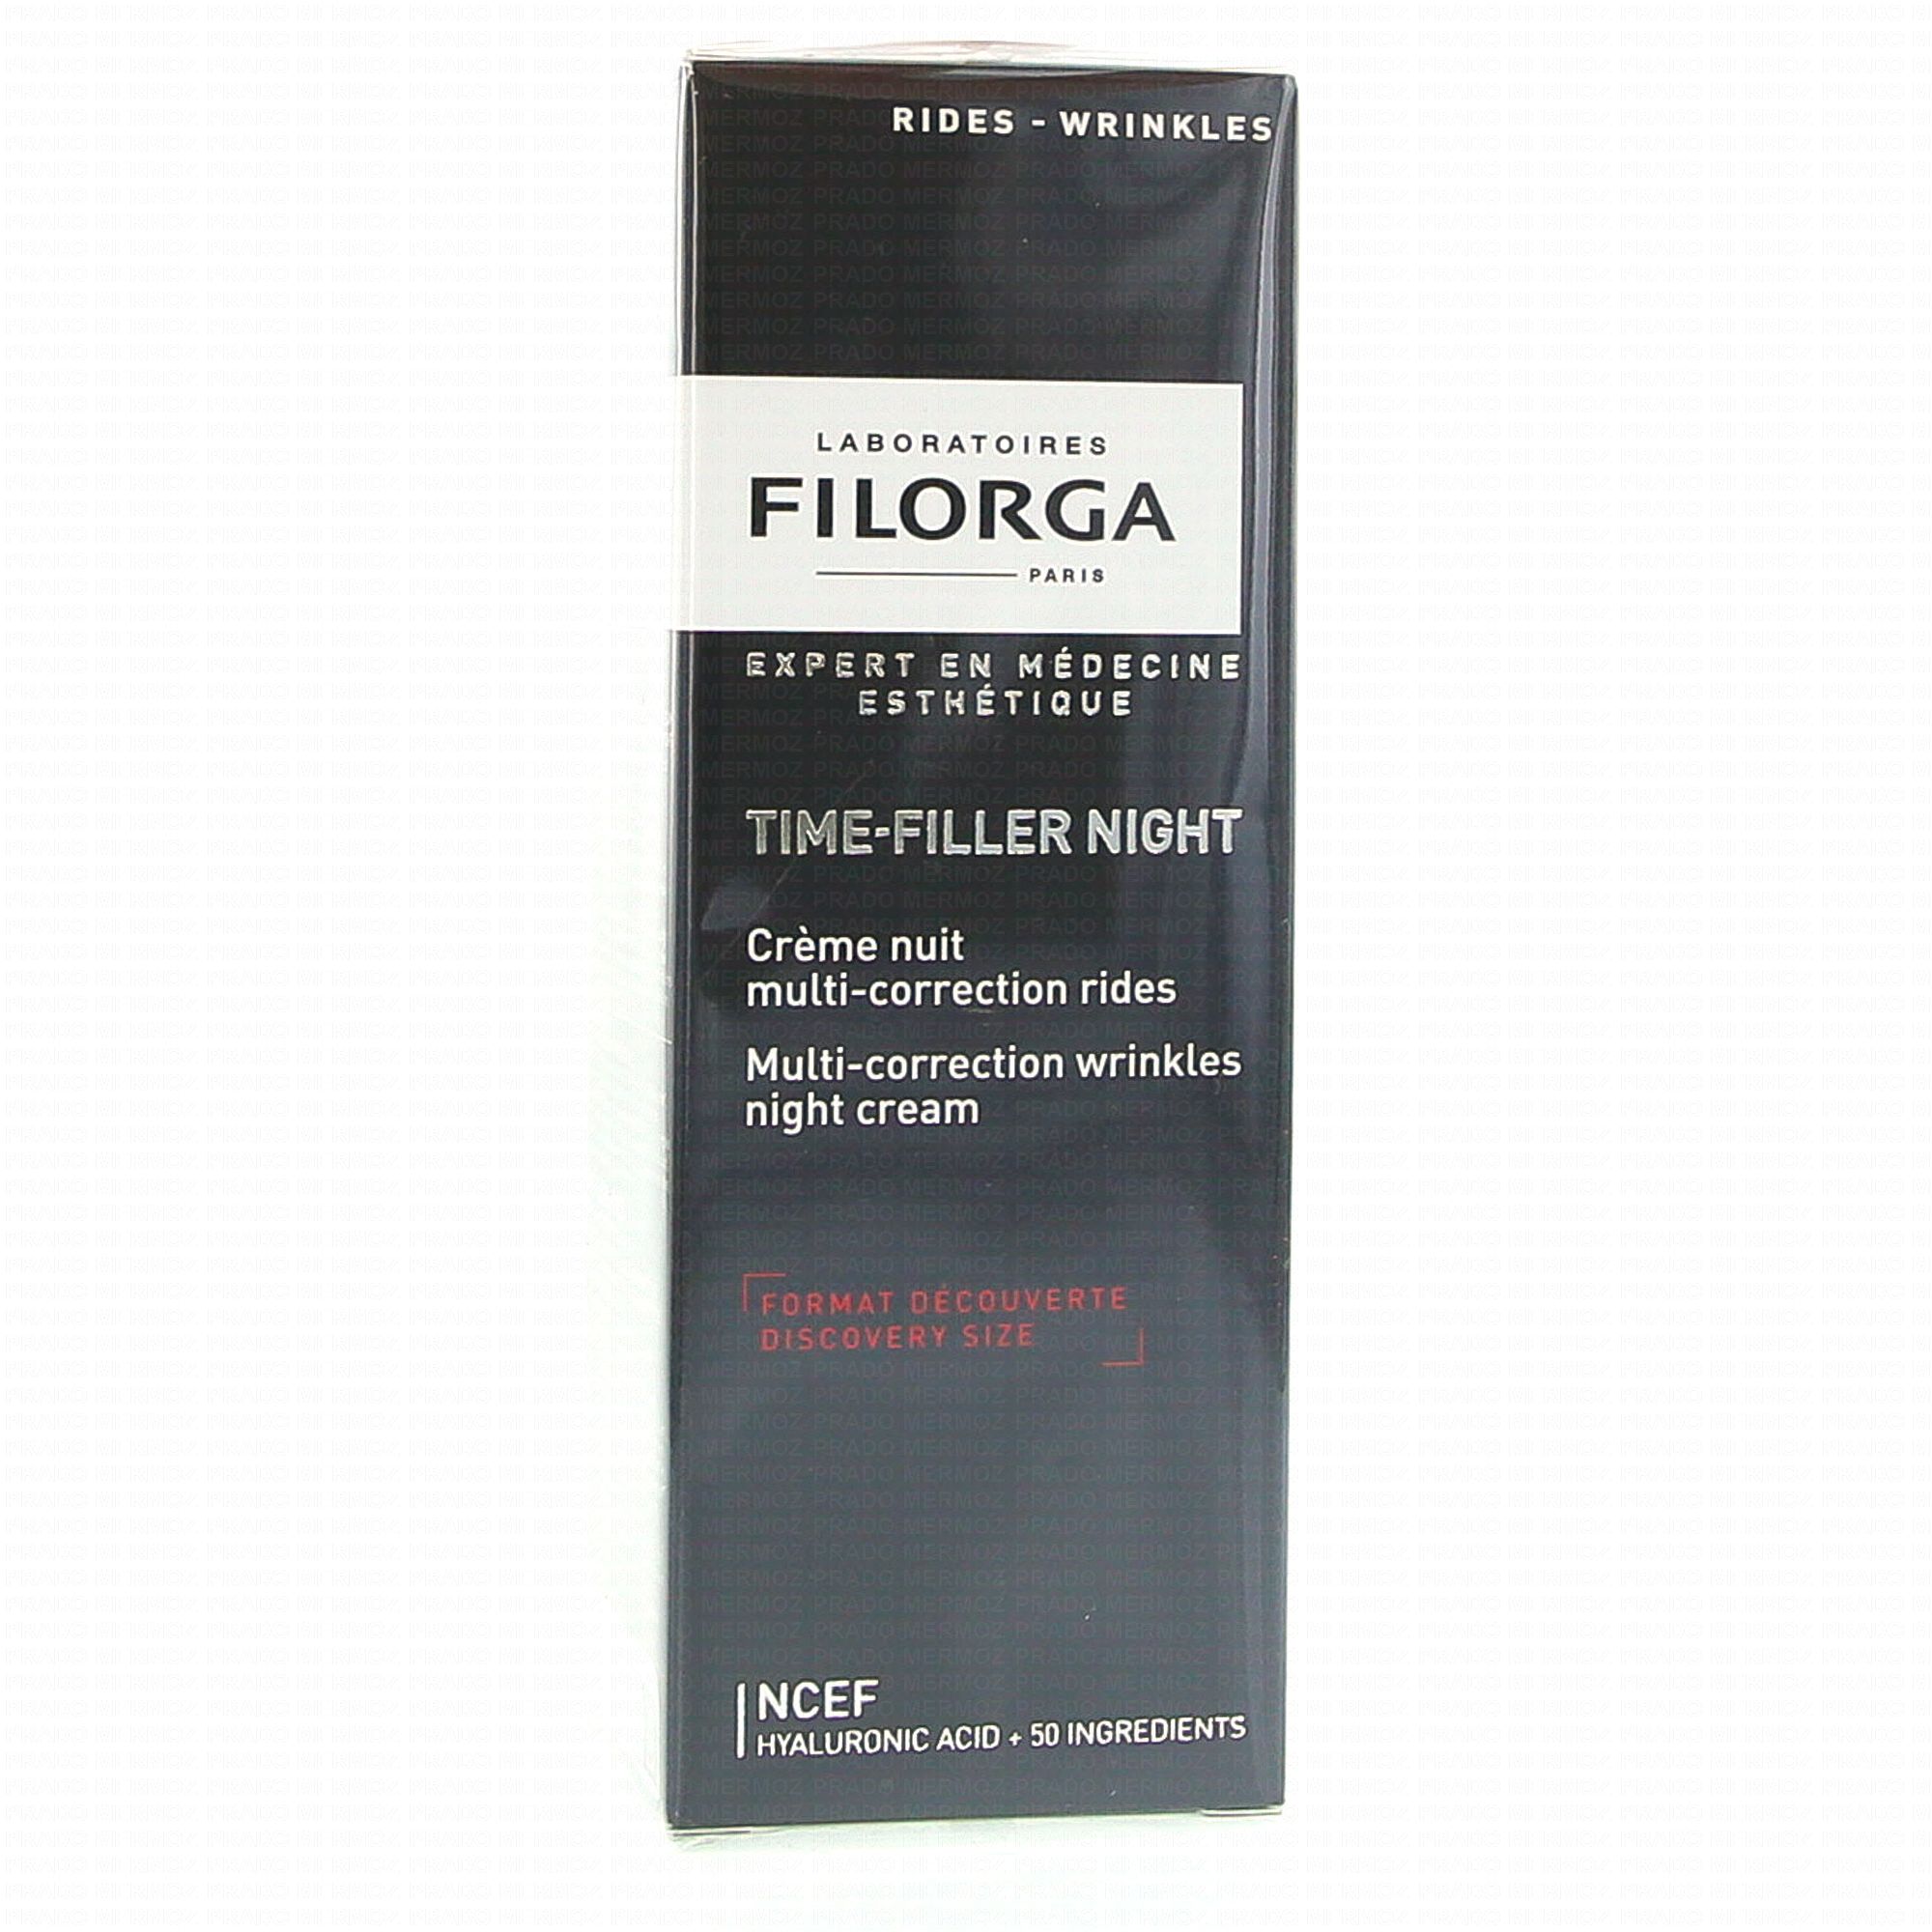 RIDES - WRINKLES
LABORATOIRES
FILORGA
PARIS
EXPERT EN MÉDECINE
ESTHÉTIQUE
TIME-FILLER NIGHT
Crème nuit
multi-correction rides
Multi-correction wrinkles
night cream
FORMAT DÉCOUVERTE
DISCOVERY SIZE
NCEF
HYALURONIC ACID + 50 INGREDIENTS